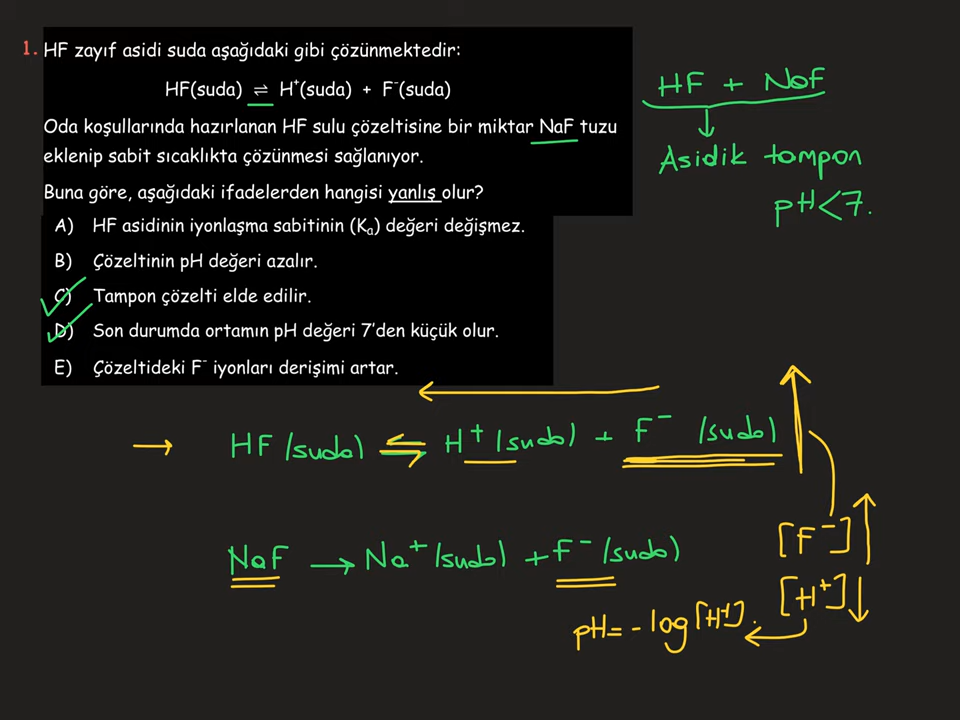 1. HF zayıf asidi suda aşağıdaki gibi çözünmektedir:
HF(suda) ⇌ H⁺(suda) + F⁻(suda)
Oda koşullarında hazırlanan HF sulu çözeltisine bir miktar NaF tuzu
eklenip sabit sıcaklıkta çözünmesi sağlanıyor.
Buna göre, aşağıdaki ifadelerden hangisi yanlış olur?
A) HF asidinin iyonlaşma sabitinin (Kₐ) değeri değişmez.
B) Çözeltinin pH değeri azalır.
C) Tampon çözelti elde edilir.
D) Son durumda ortamın pH değeri 7'den küçük olur.
E) Çözeltideki F⁻ iyonları derişimi artar.
HF + NaF
↓
Asidik tampon
pH<7.
→ HF (suda) ⇌ H⁺ (suda) + F⁻ (suda)
NaF → Na⁺ (suda) + F⁻ (suda)
[F⁻] ↑
[H⁺] ↓
pH = - log [H⁺].